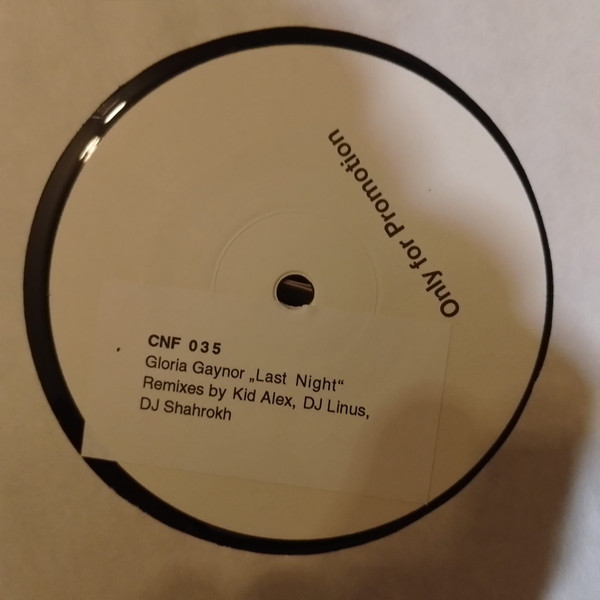 Only for Promotion
CNF 035
Gloria Gaynor „Last Night“
Remixes by Kid Alex, DJ Linus,
DJ Shahrokh